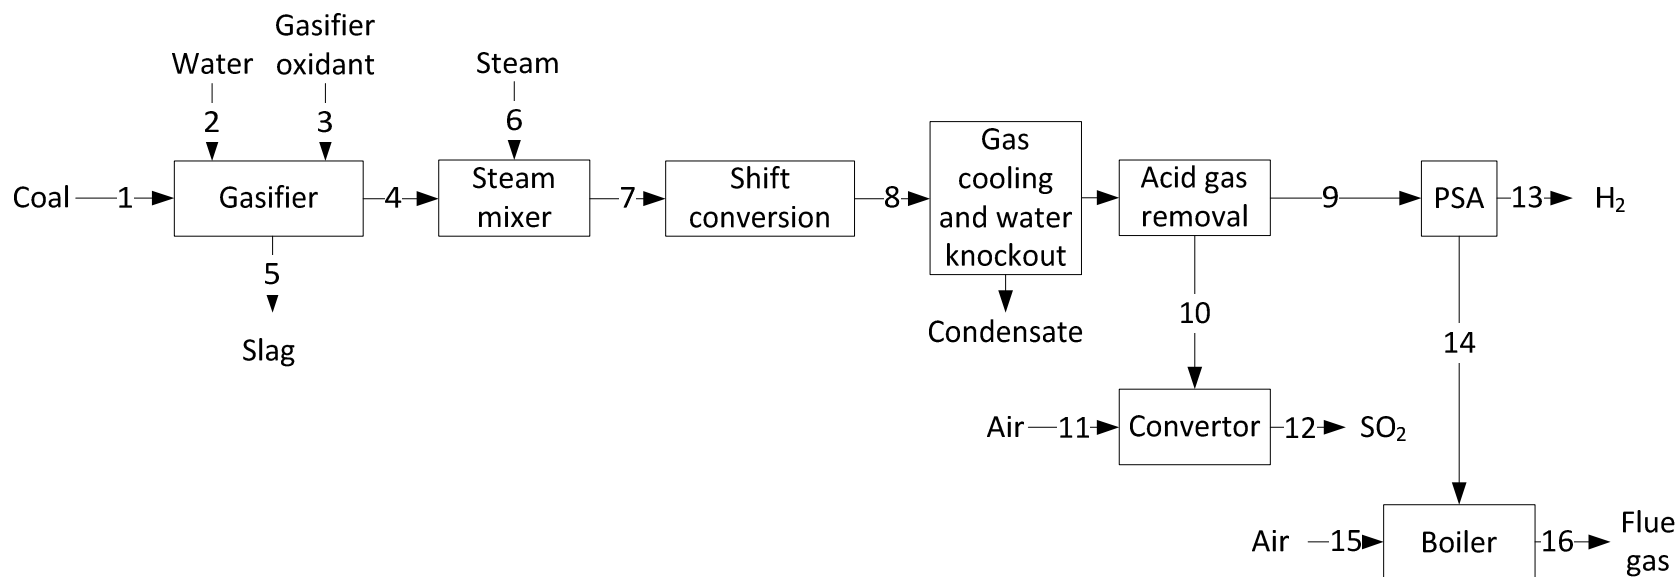 Gasifier
oxidant
Water
Steam
2
3
6
Coal
1
Gasifier
4
Steam
mixer
7
Shift
conversion
8
Gas
cooling
and water
knockout
Acid gas
removal
9
PSA
13
H₂
5
Slag
Condensate
10
14
Air
11
Convertor
12
SO₂
Air
15
Boiler
16
Flue
gas